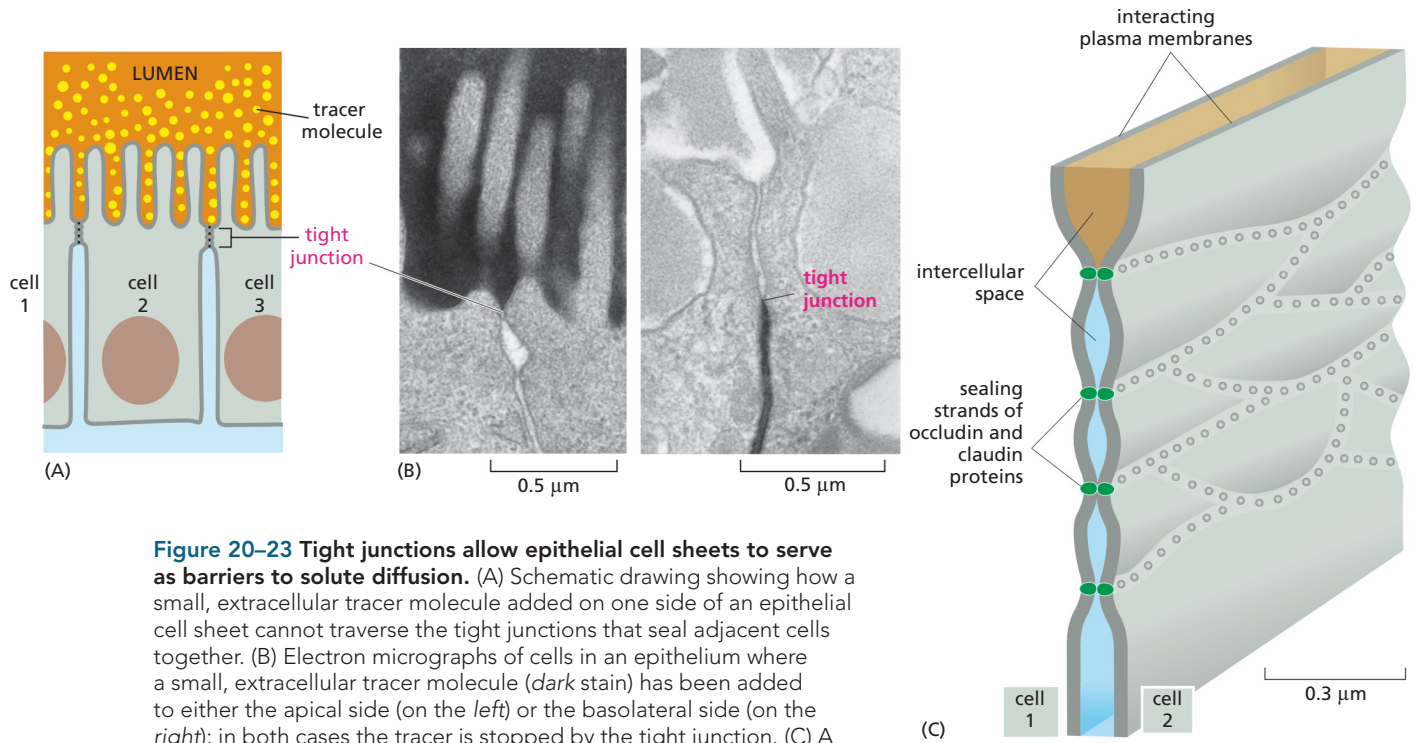 LUMEN
tracer
molecule
tight
junction
cell
1
cell
2
cell
3
(A)
tight
junction
(B)
0.5 µm
0.5 µm
interacting
plasma membranes
intercellular
space
sealing
strands of
occludin and
claudin
proteins
cell
1
cell
2
0.3 µm
(C)
Figure 20–23 Tight junctions allow epithelial cell sheets to serve
as barriers to solute diffusion. (A) Schematic drawing showing how a
small, extracellular tracer molecule added on one side of an epithelial
cell sheet cannot traverse the tight junctions that seal adjacent cells
together. (B) Electron micrographs of cells in an epithelium where
a small, extracellular tracer molecule (dark stain) has been added
to either the apical side (on the left) or the basolateral side (on the
right); in both cases the tracer is stopped by the tight junction. (C) A